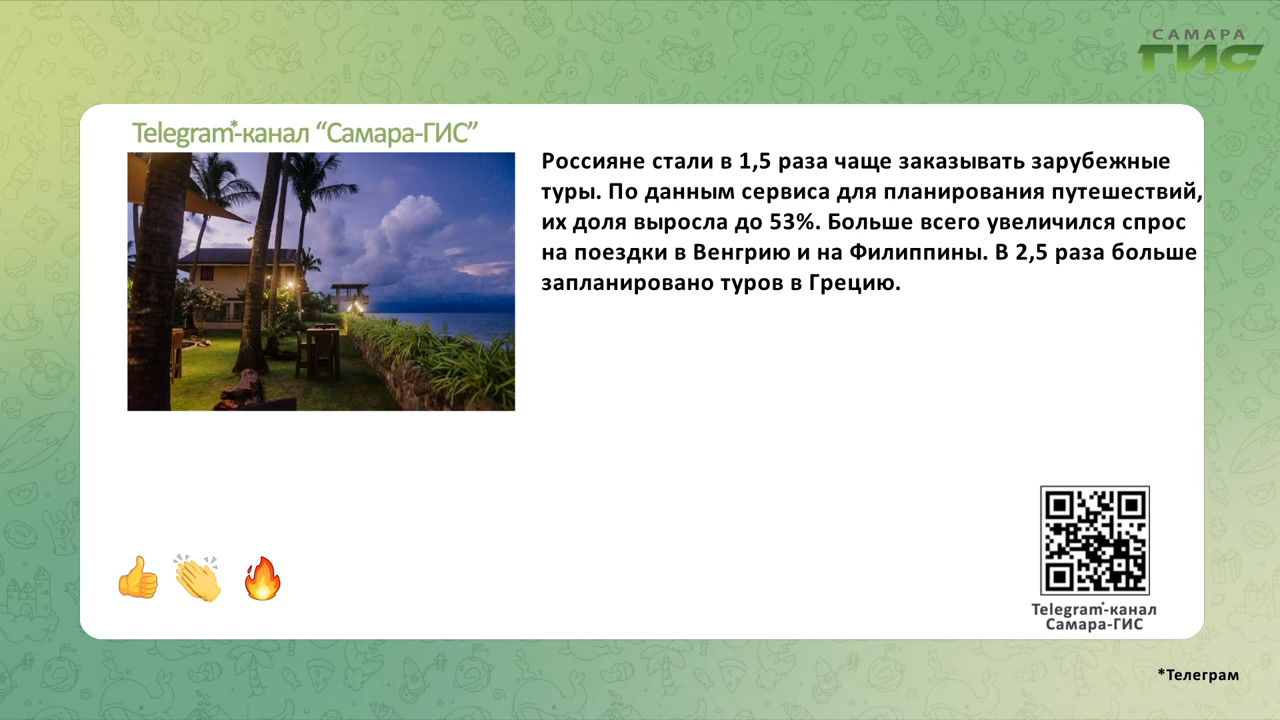 САМАРА
ГИС
Telegram*-канал “Самара-ГИС”
Россияне стали в 1,5 раза чаще заказывать зарубежные
туры. По данным сервиса для планирования путешествий,
их доля выросла до 53%. Больше всего увеличился спрос
на поездки в Венгрию и на Филиппины. В 2,5 раза больше
запланировано туров в Грецию.
Telegram*-канал
Самара-ГИС
*Телеграм